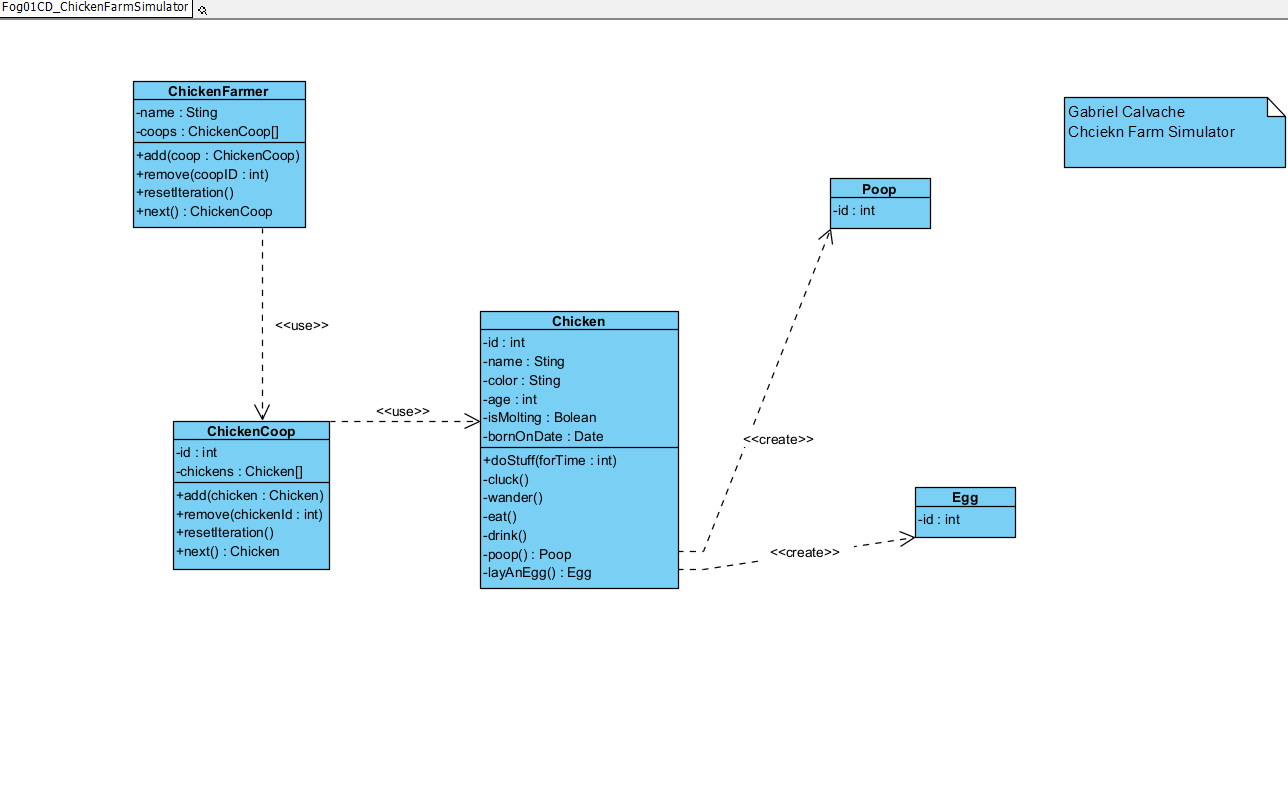 Fog01CD_ChickenFarmSimulator
ChickenFarmer
-name : Sting
-coops : ChickenCoop[]
+add(coop : ChickenCoop)
+remove(coopID : int)
+resetIteration()
+next() : ChickenCoop
Gabriel Calvache
Chciekn Farm Simulator
Poop
-id : int
<<use>>
Chicken
-id : int
-name : Sting
-color : Sting
-age : int
-isMolting : Bolean
-bornOnDate : Date
+doStuff(forTime : int)
-cluck()
-wander()
-eat()
-drink()
-poop() : Poop
-layAnEgg() : Egg
<<use>>
ChickenCoop
-id : int
-chickens : Chicken[]
+add(chicken : Chicken)
+remove(chickenId : int)
+resetIteration()
+next() : Chicken
<<create>>
Egg
-id : int
<<create>>